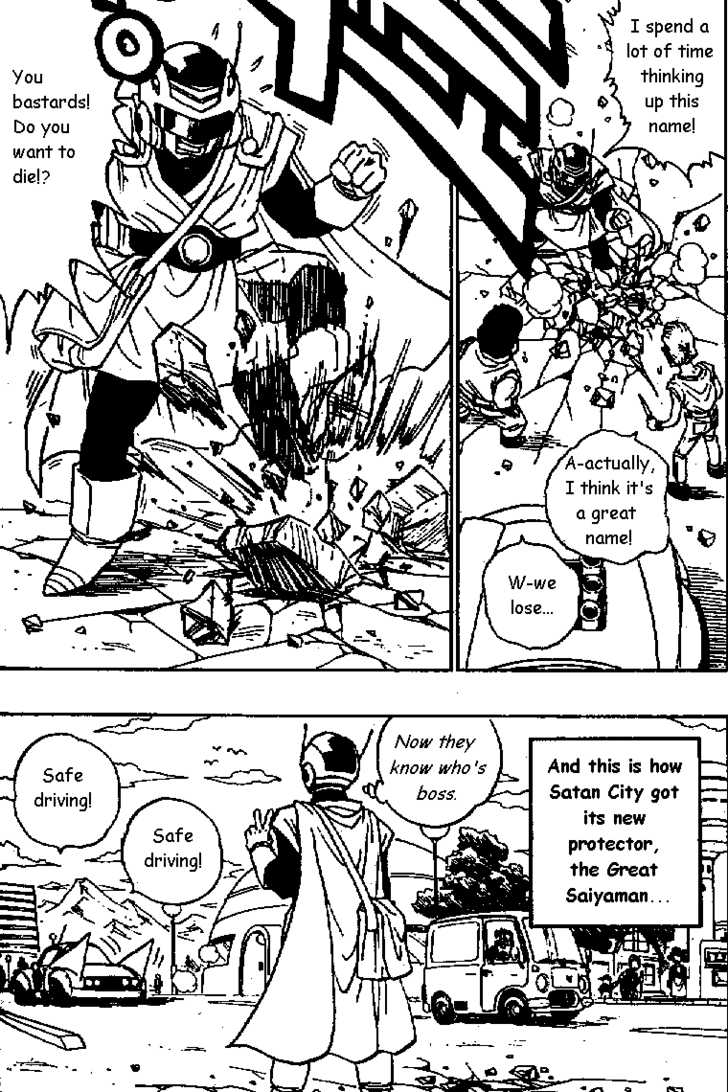 You
bastards!
Do you
want to
die!?
I spend a
lot of time
thinking
up this
name!
A-actually,
I think it's
a great
name!
W-we
lose...
Safe
driving!
Safe
driving!
Now they
know who's
boss.
And this is how
Satan City got
its new
protector,
the Great
Saiyaman...